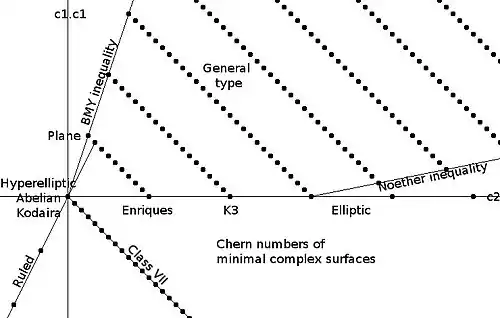 c1.c1
BMY inequality
General
type
Plane
Noether inequality
Hyperelliptic
Abelian
Kodaira
Enriques
K3
Elliptic
c2
Ruled
Class VII
Chern numbers of
minimal complex surfaces